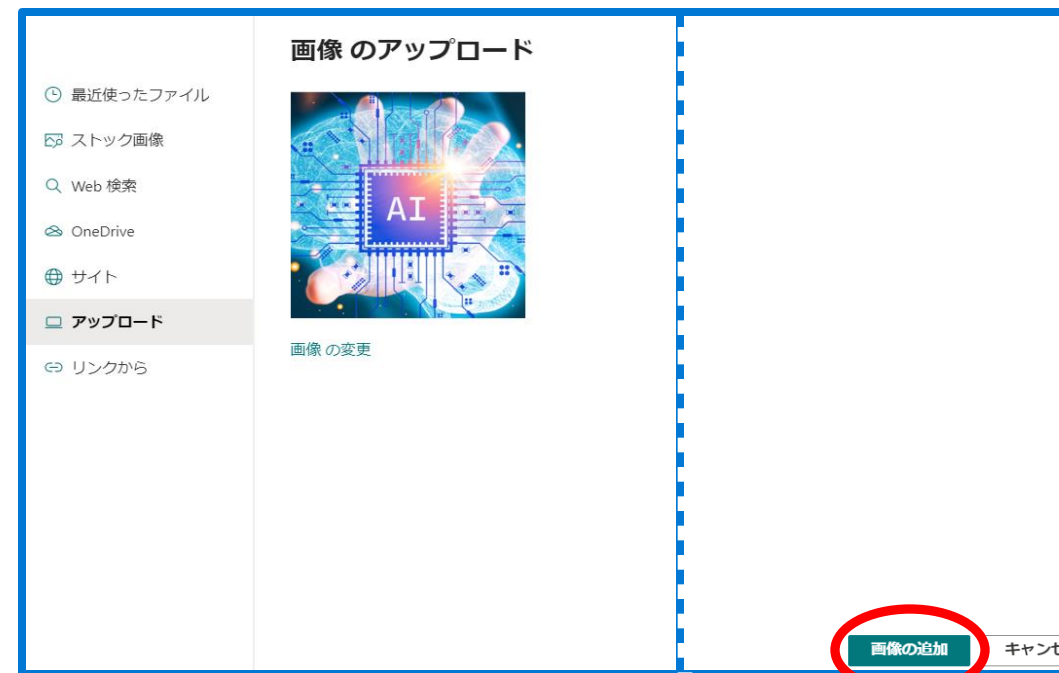 画像 のアップロード
最近使ったファイル
ストック画像
Web 検索
OneDrive
サイト
アップロード
リンクから
AI
画像 の変更
画像の追加
キャンセ